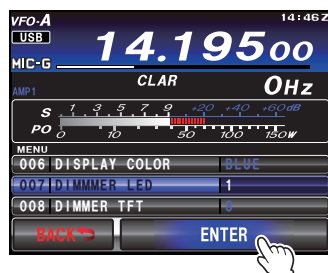 VFO-A 14:46Z
USB 14.19500
MIC-G
CLAR 0Hz
AMP1
S 1 3 5 7 9 +20 +40 +60dB
PO 0 10 50 100 150W
MENU
006 DISPLAY COLOR BLUE
007 DIMMMER LED 1
008 DIMMER TFT
BACK ENTER